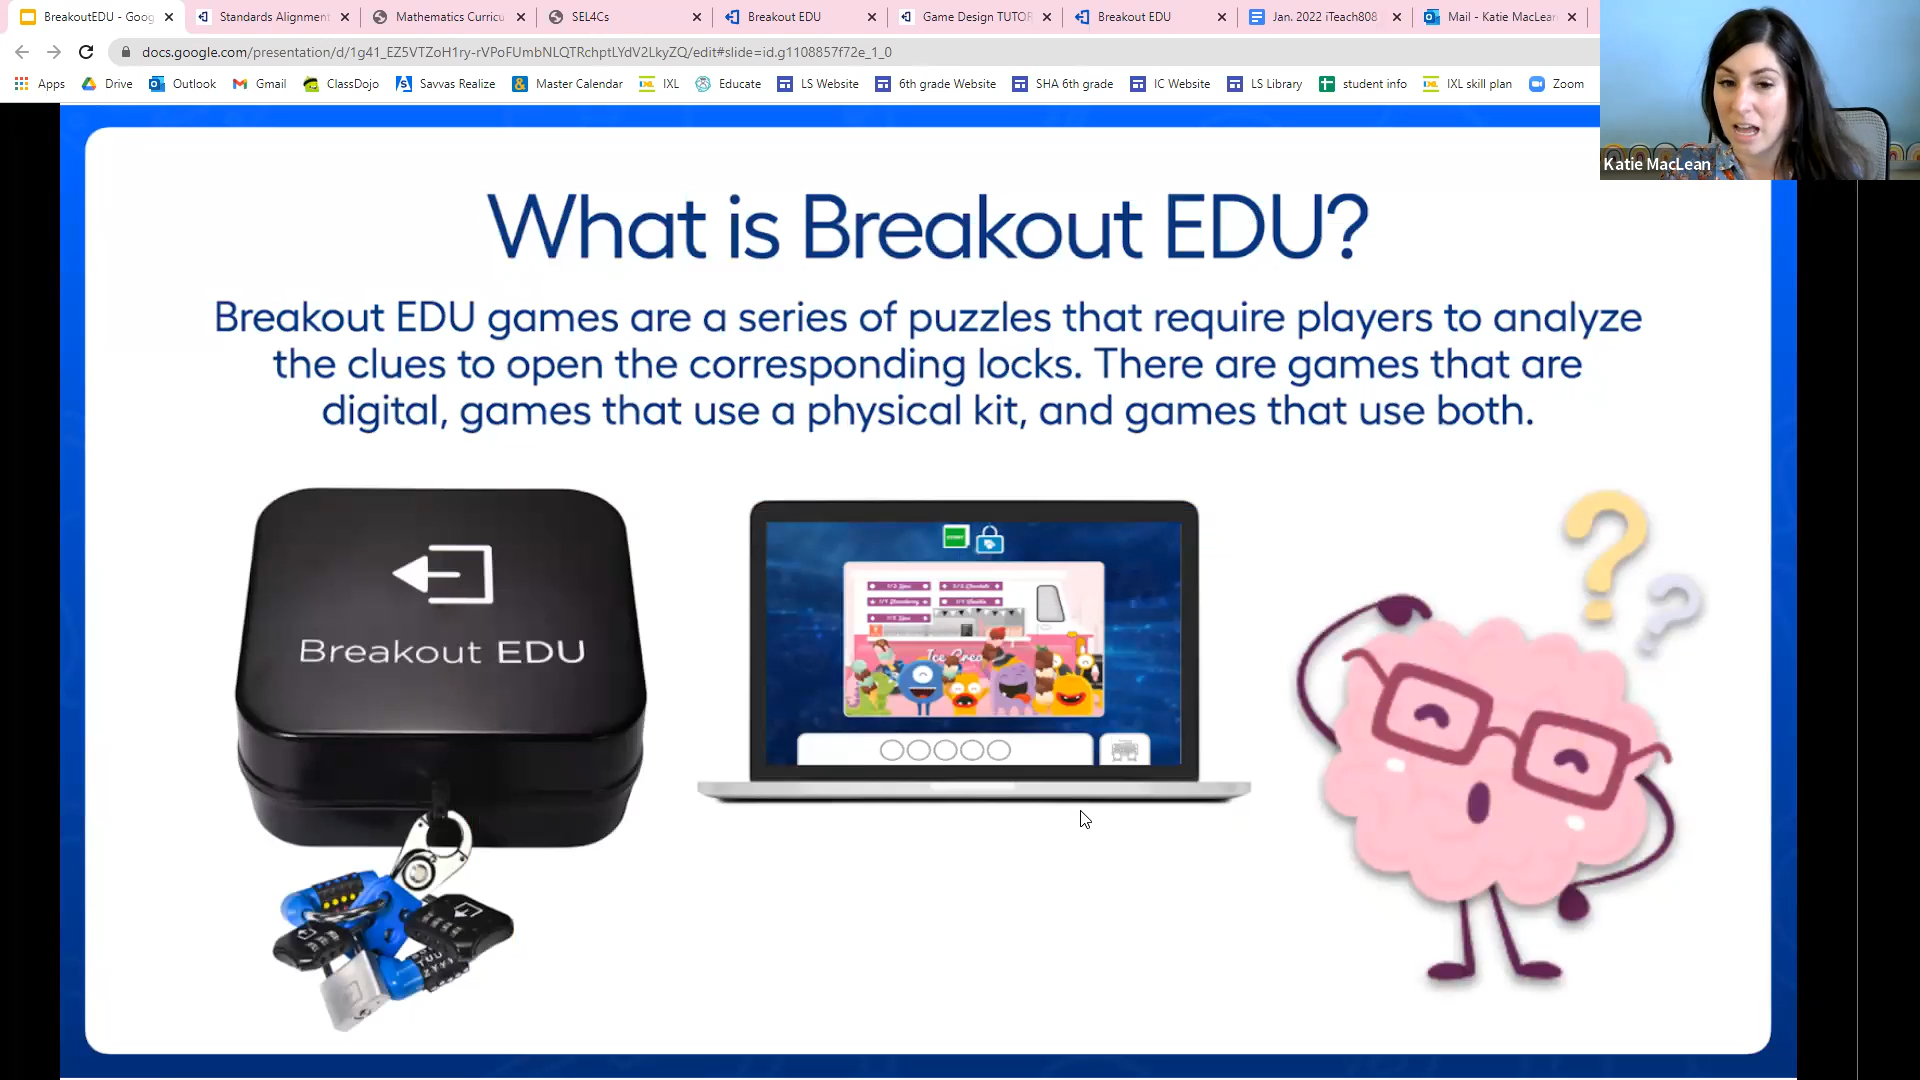 BreakoutEDU - Goog
Standards Alignment
Mathematics Curricu
SEL4Cs
Breakout EDU
Game Design TUTOR
Breakout EDU
Jan. 2022 iTeach808
Mail - Katie MacLean
docs.google.com/presentation/d/1g41_EZ5VTZoH1ry-rVPoFUmbNLQTRchptLYdV2LkyZQ/edit#slide=id.g1108857f72e_1_0
Apps
Drive
Outlook
Gmail
ClassDojo
Savvas Realize
Master Calendar
IXL
Educate
LS Website
6th grade Website
SHA 6th grade
IC Website
LS Library
student info
IXL skill plan
Zoom
Katie MacLean
What is Breakout EDU?
Breakout EDU games are a series of puzzles that require players to analyze
the clues to open the corresponding locks. There are games that are
digital, games that use a physical kit, and games that use both.
Breakout EDU